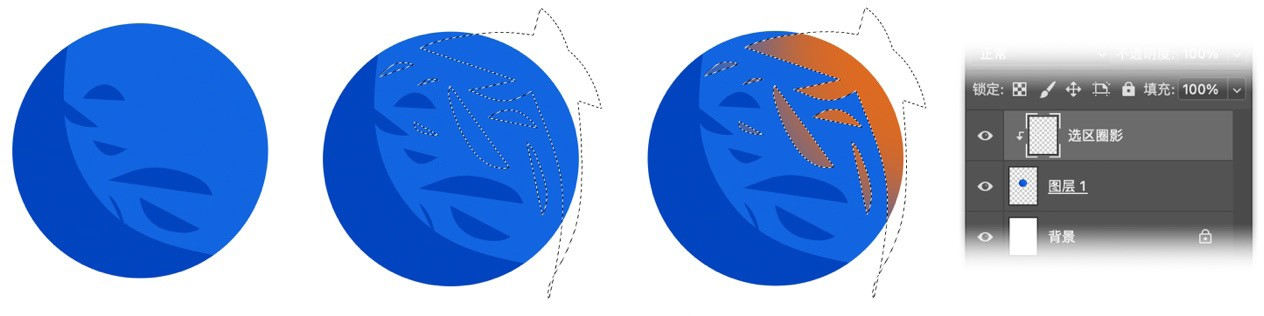 正常 不透明度: 100%
锁定: 填充: 100%
选区圈影
图层 1
背景